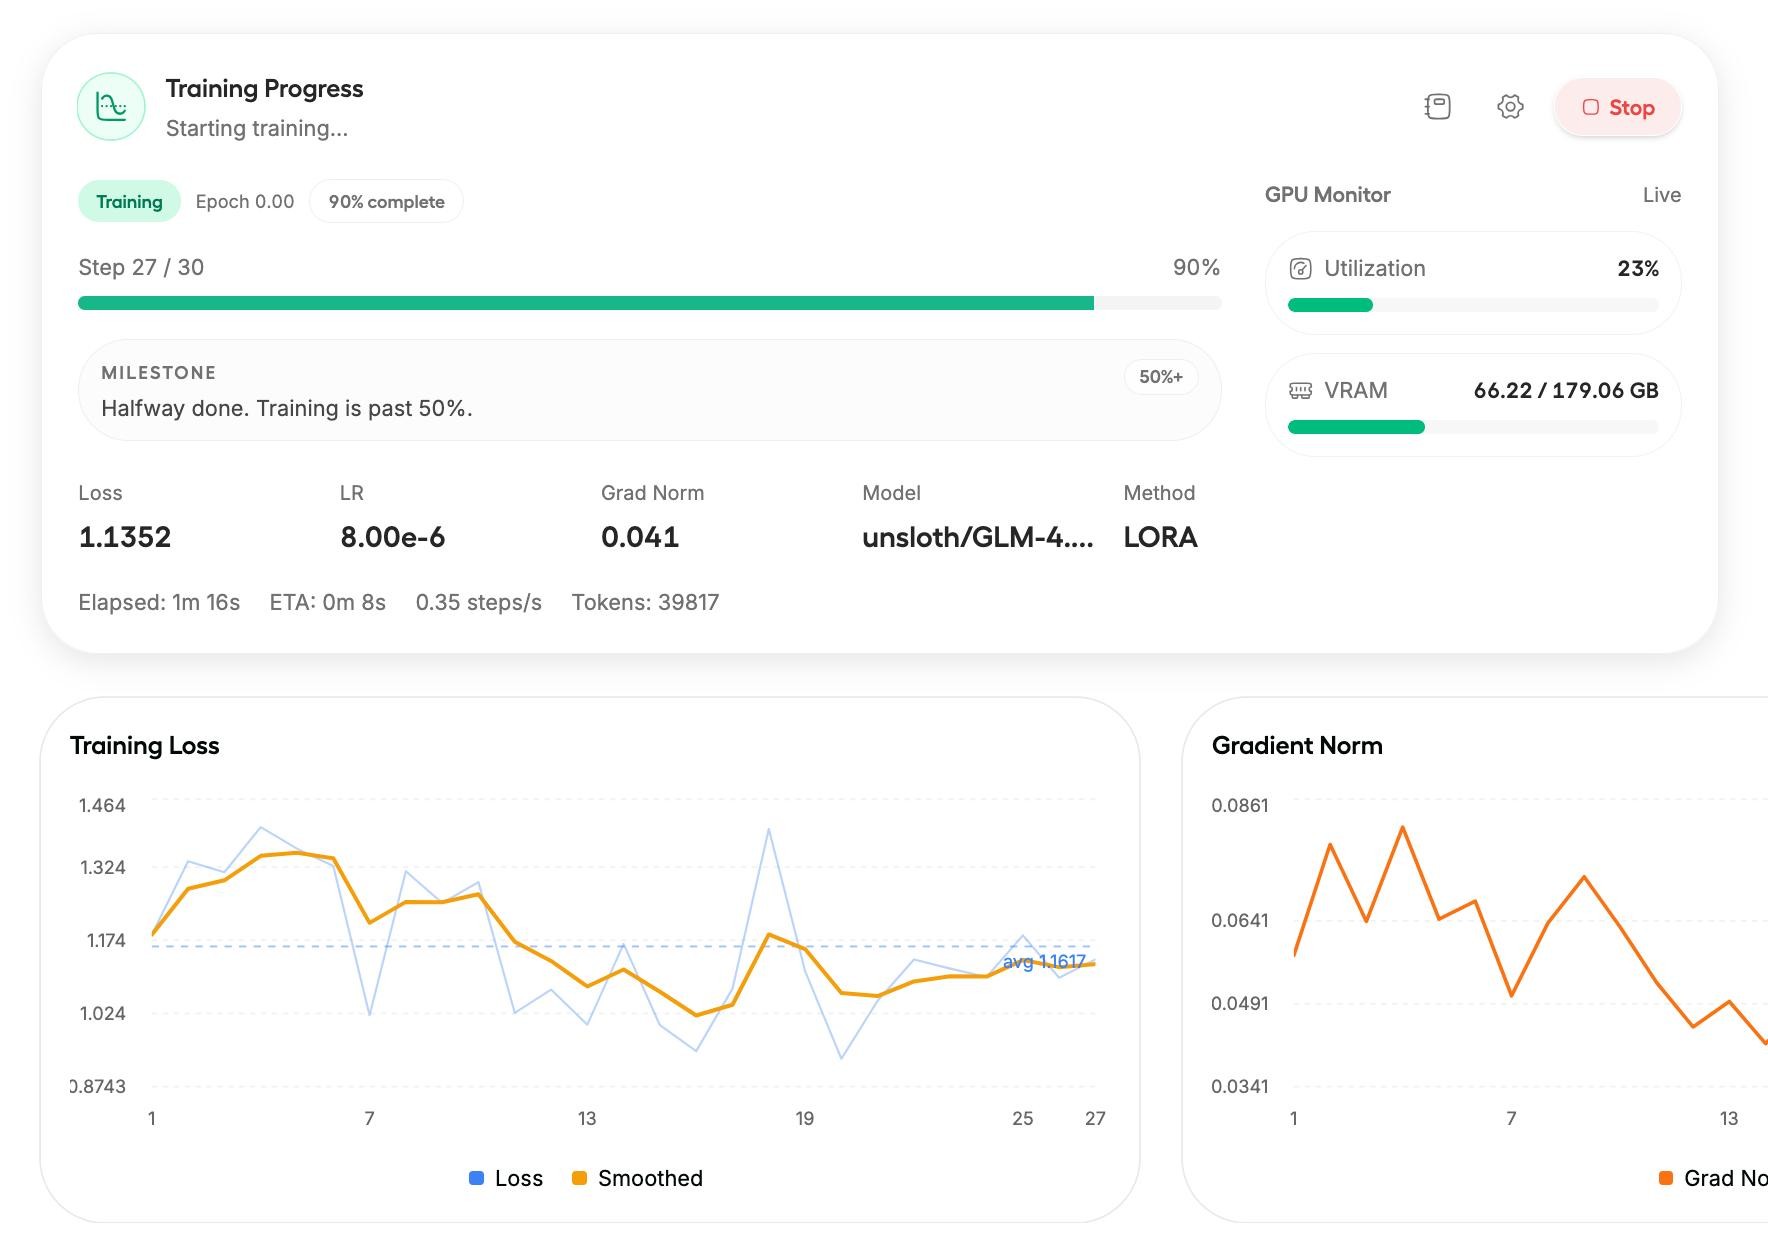 Training Progress
Starting training...
Stop
Training
Epoch 0.00
90% complete
Step 27 / 30
90%
MILESTONE
50%+
Halfway done. Training is past 50%.
Loss
LR
Grad Norm
Model
Method
1.1352
8.00e-6
0.041
unsloth/GLM-4....
LORA
Elapsed: 1m 16s
ETA: 0m 8s
0.35 steps/s
Tokens: 39817
GPU Monitor
Live
Utilization
23%
VRAM
66.22 / 179.06 GB
Training Loss
1.464
1.324
1.174
1.024
0.8743
avg 1.1617
1
7
13
19
25
27
Loss
Smoothed
Gradient Norm
0.0861
0.0641
0.0491
0.0341
1
7
13
Grad No